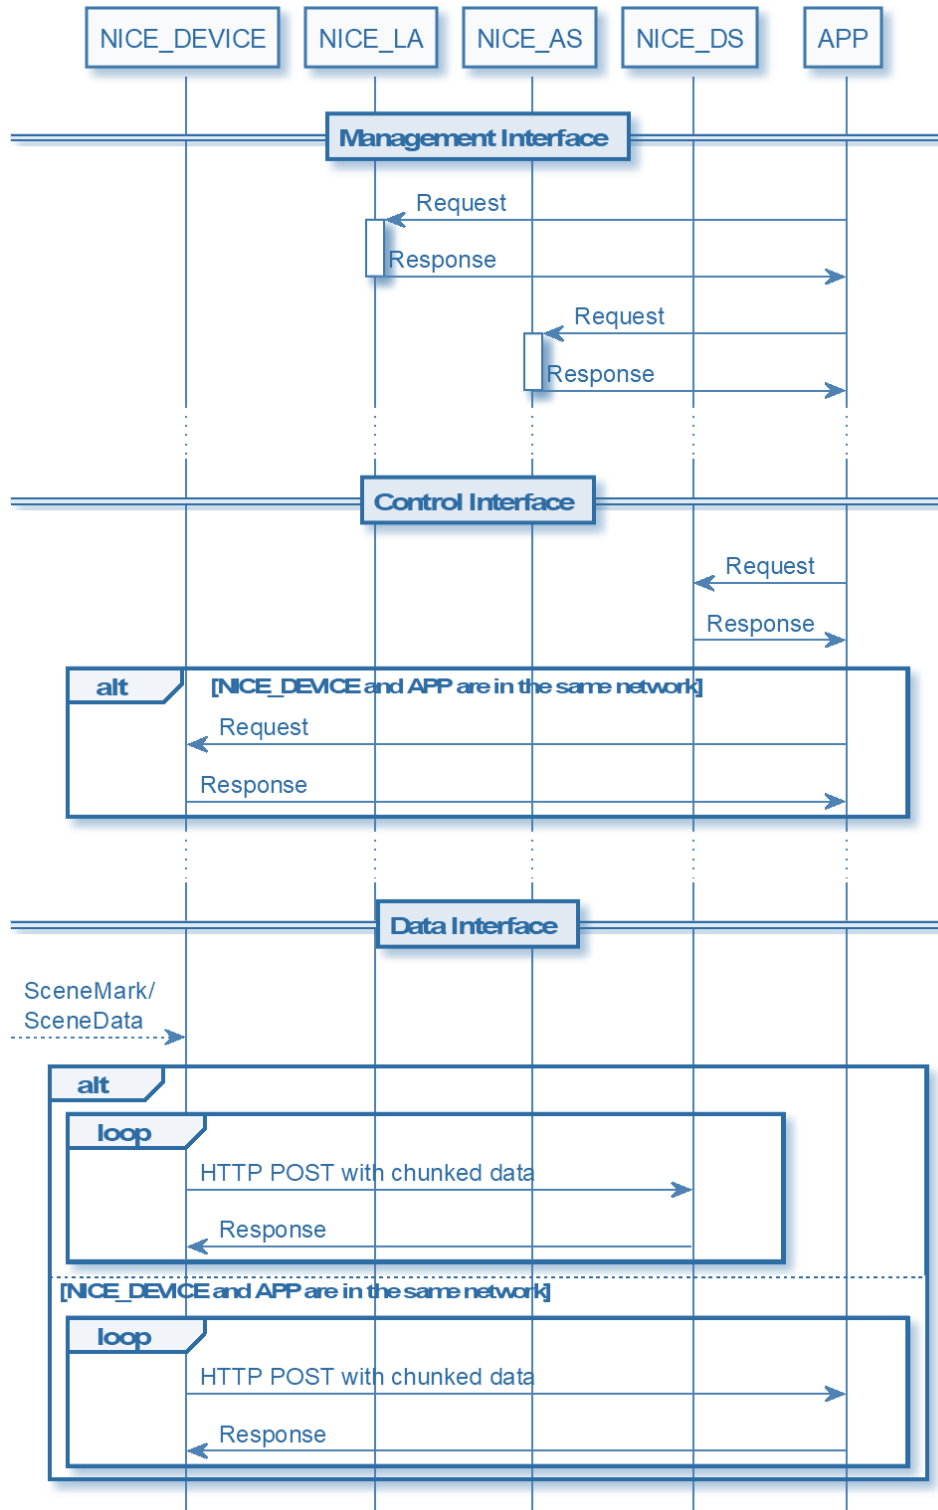 NICE_DEVICE NICE_LA NICE_AS NICE_DS APP
Management Interface
Request
Response
Request
Response
Control Interface
Request
Response
alt [NICE_DEVICE and APP are in the same network]
Request
Response
Data Interface
SceneMark/
SceneData
alt
loop
HTTP POST with chunked data
Response
[NICE_DEVICE and APP are in the same network]
loop
HTTP POST with chunked data
Response